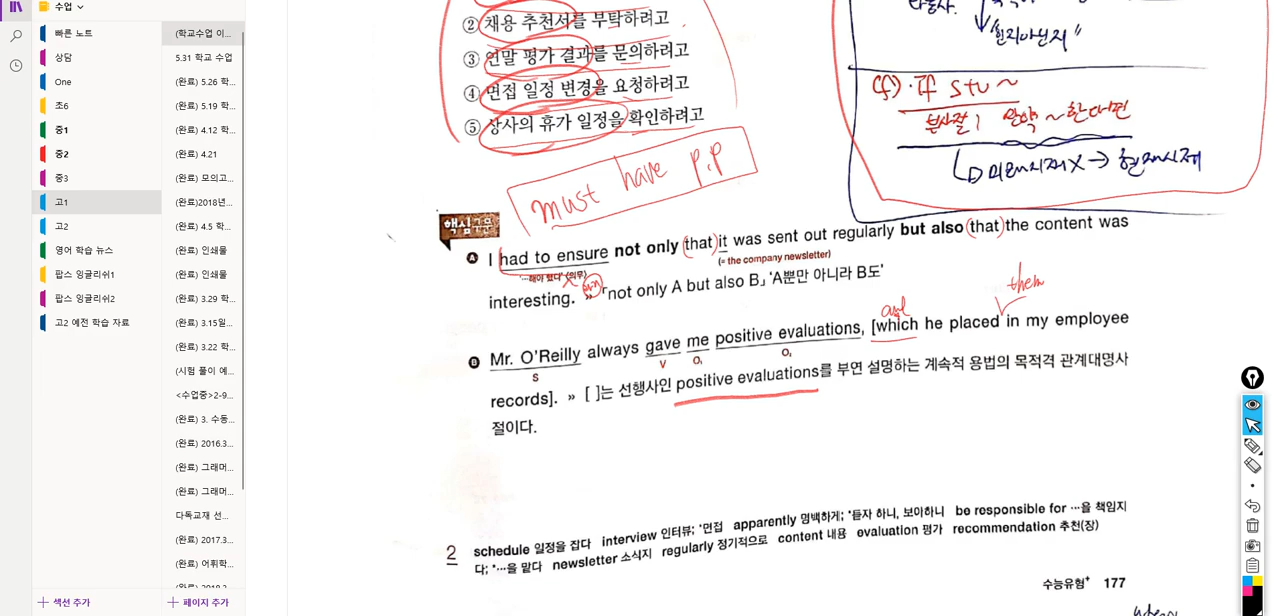 수업
빠른 노트
상담
One
초6
중1
중2
중3
고1
고2
영어 학습 뉴스
팝스 잉글리쉬1
팝스 잉글리쉬2
고2 예전 학습 자료
섹션 추가
(학교수업 이...
5.31 학교 수업
(완료) 5.26 학...
(완료) 5.19 학...
(완료) 4.12 학...
(완료) 4.21
(완료) 모의고...
(완료)2018년...
(완료) 4.5 학...
(완료) 인쇄물
(완료) 인쇄물
(완료) 3.29 학...
(완료) 3.15일...
(완료) 3.22 학...
(시험 풀이 예...
<수업중>2-9...
(완료) 3. 수동...
(완료) 2016.3...
(완료) 그래머...
(완료) 그래머...
다독교재 선...
(완료) 2017.3...
(완료) 어휘학...
페이지 추가
② 채용 추천서를 부탁하려고
③ 연말 평가 결과를 문의하려고
④ 면접 일정 변경을 요청하려고
⑤ 상사의 휴가 일정을 확인하려고
must have p.p
if stu ~
부사절 만약 ~한다면
미래시제X → 현재시제
핵심구문
A I had to ensure not only (that) it was sent out regularly but also (that) the content was
…해야 했다(의무) (= the company newsletter)
interesting. » 「not only A but also B」 'A뿐만 아니라 B도'
and them
B Mr. O'Reilly always gave me positive evaluations, [which he placed in my employee
S V O
records]. » [ ]는 선행사인 positive evaluations를 부연 설명하는 계속적 용법의 목적격 관계대명사
절이다.
2 schedule 일정을 잡다 interview 인터뷰; *면접 apparently 명백하게; *듣자 하니, 보아하니 be responsible for …을 책임지
다; *…을 맡다 newsletter 소식지 regularly 정기적으로 content 내용 evaluation 평가 recommendation 추천(장)
수능유형+ 177